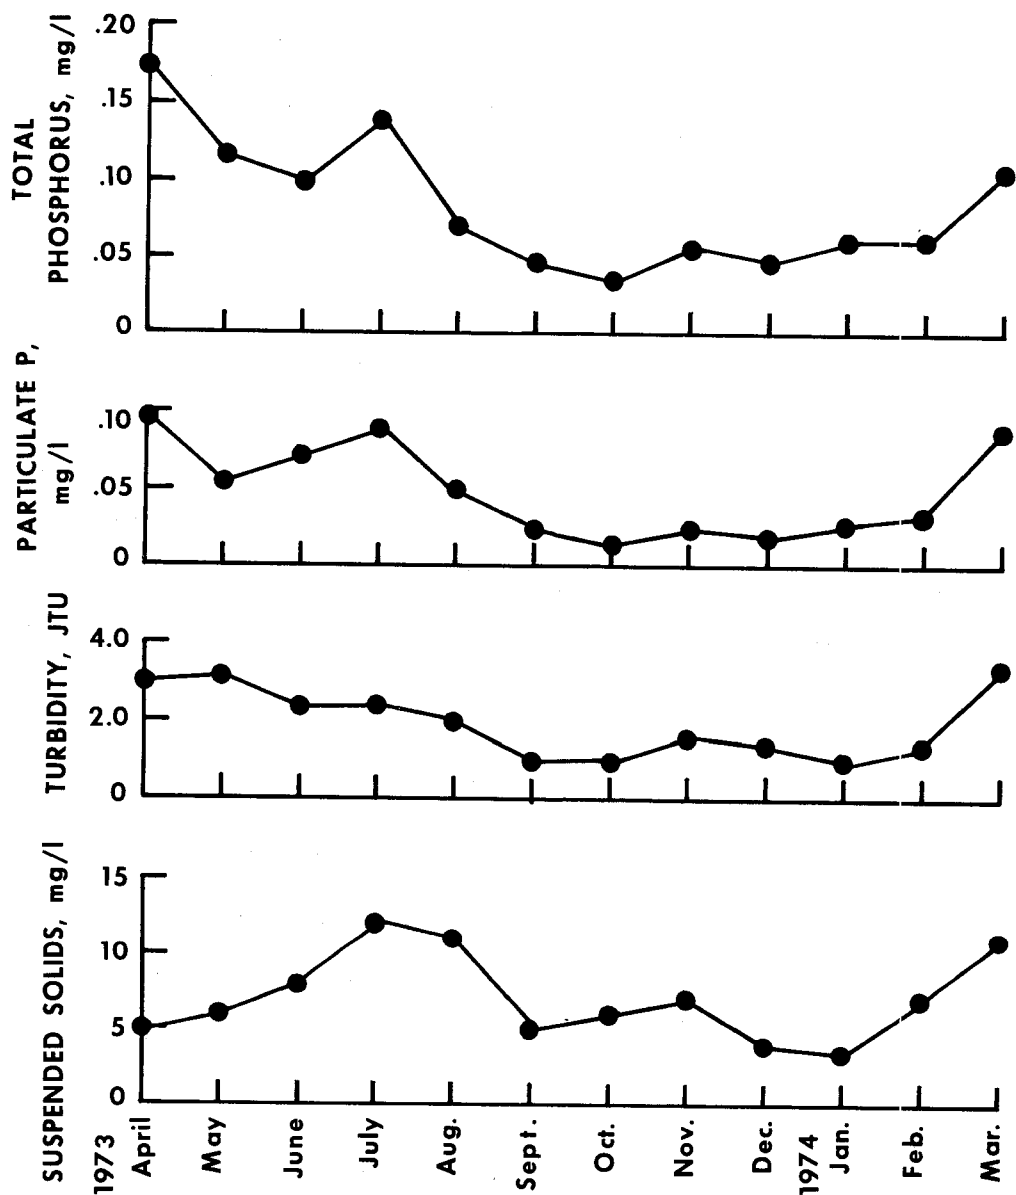 TOTAL
PHOSPHORUS, mg/l
.20
.15
.10
.05
0
PARTICULATE P,
mg/l
.10
.05
0
TURBIDITY, JTU
4.0
2.0
0
SUSPENDED SOLIDS, mg/l
15
10
5
0
1973
April
May
June
July
Aug.
Sept.
Oct.
Nov.
Dec.
1974
Jan.
Feb.
Mar.